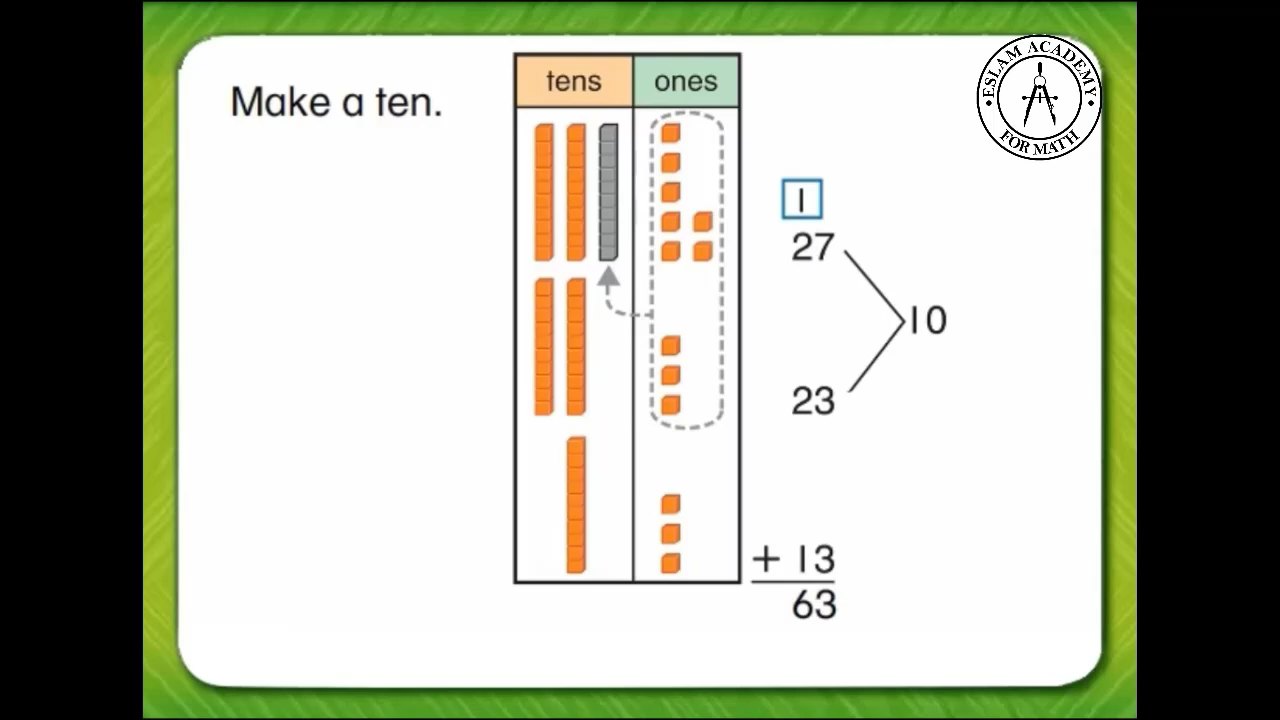 Make a ten.
tens ones
ESLAM ACADEMY
FOR MATH
1
27
10
23
+ 13
63